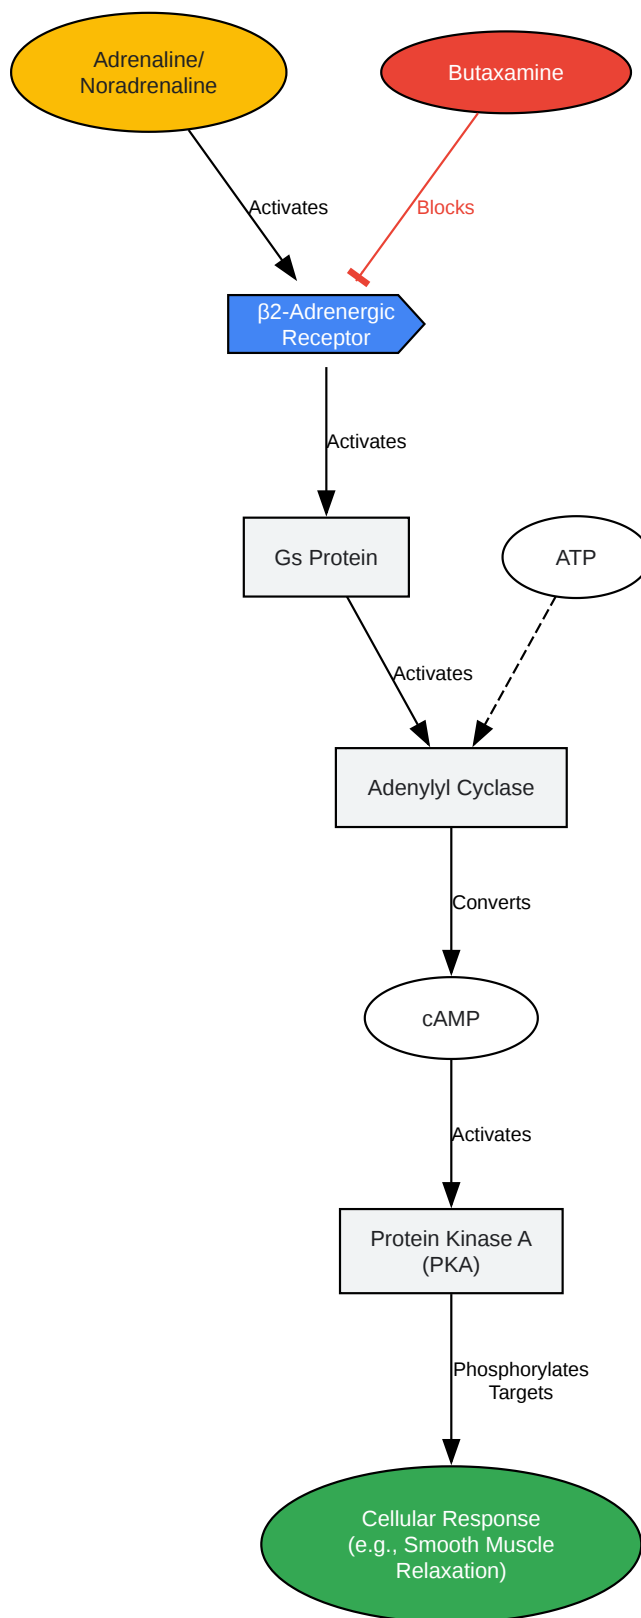 Adrenaline/
Noradrenaline
Butaxamine
Activates
Blocks
β2-Adrenergic
Receptor
Activates
Gs Protein
ATP
Activates
Adenylyl Cyclase
Converts
cAMP
Activates
Protein Kinase A
(PKA)
Phosphorylates
Targets
Cellular Response
(e.g., Smooth Muscle
Relaxation)